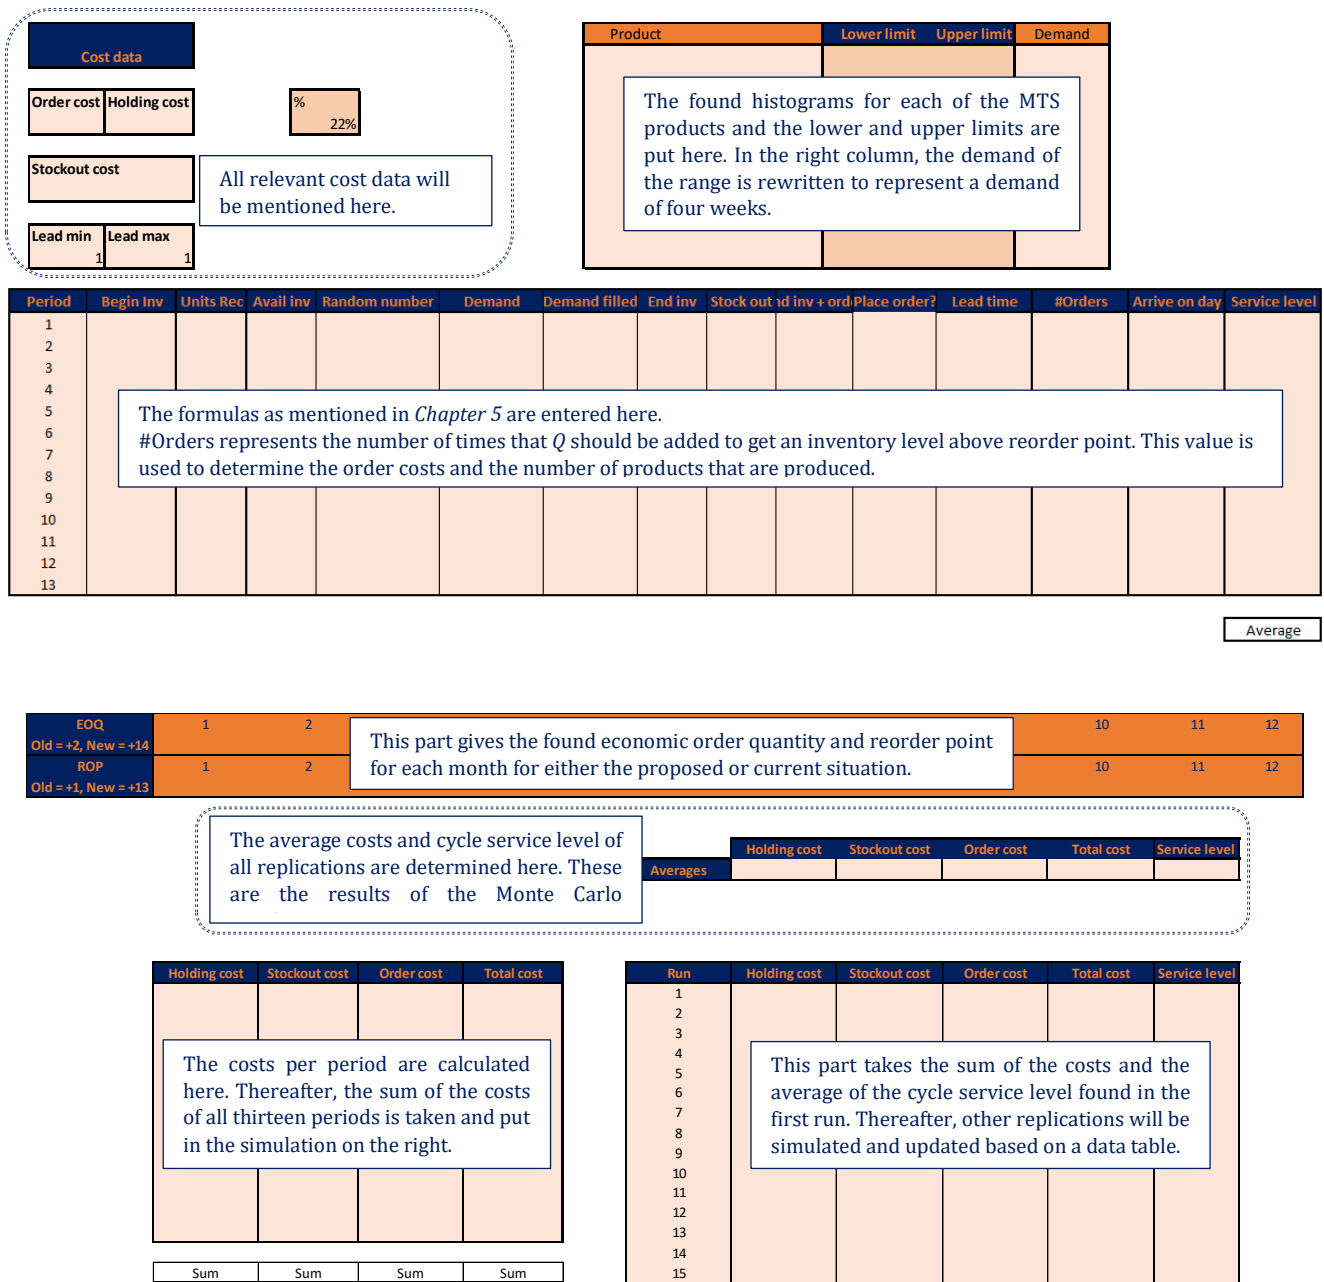 Cost data
Order cost Holding cost
%
22%
Stockout cost
All relevant cost data will
be mentioned here.
Lead min Lead max
1 1
Product Lower limit Upper limit Demand
The found histograms for each of the MTS
products and the lower and upper limits are
put here. In the right column, the demand of
the range is rewritten to represent a demand
of four weeks.
Period Begin Inv Units Rec Avail inv Random number Demand Demand filled End inv Stock out nd inv + ord Place order? Lead time #Orders Arrive on day Service level
1
2
3
4
5
6
7
8
9
10
11
12
13
The formulas as mentioned in Chapter 5 are entered here.
#Orders represents the number of times that Q should be added to get an inventory level above reorder point. This value is
used to determine the order costs and the number of products that are produced.
Average
EOQ 1 2 10 11 12
Old = +2, New = +14
ROP 1 2 10 11 12
Old = +1, New = +13
This part gives the found economic order quantity and reorder point
for each month for either the proposed or current situation.
The average costs and cycle service level of
all replications are determined here. These
are the results of the Monte Carlo
Holding cost Stockout cost Order cost Total cost Service level
Averages
Holding cost Stockout cost Order cost Total cost
The costs per period are calculated
here. Thereafter, the sum of the costs
of all thirteen periods is taken and put
in the simulation on the right.
Sum Sum Sum Sum
Run Holding cost Stockout cost Order cost Total cost Service level
1
2
3
4
5
6
7
8
9
10
11
12
13
14
15
This part takes the sum of the costs and the
average of the cycle service level found in the
first run. Thereafter, other replications will be
simulated and updated based on a data table.